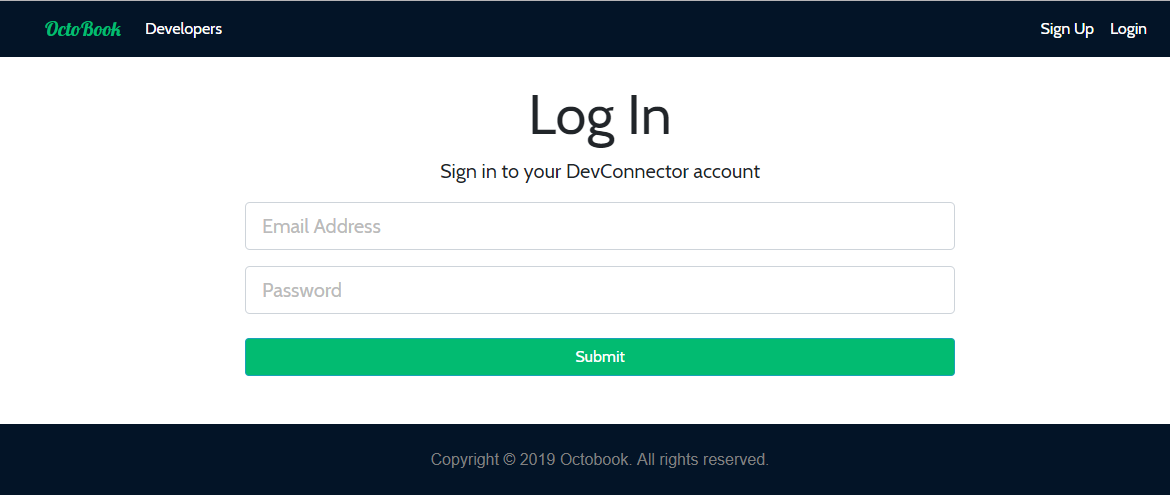 OctoBook Developers Sign Up Login
Log In
Sign in to your DevConnector account
Email Address
Password
Submit
Copyright © 2019 Octobook. All rights reserved.